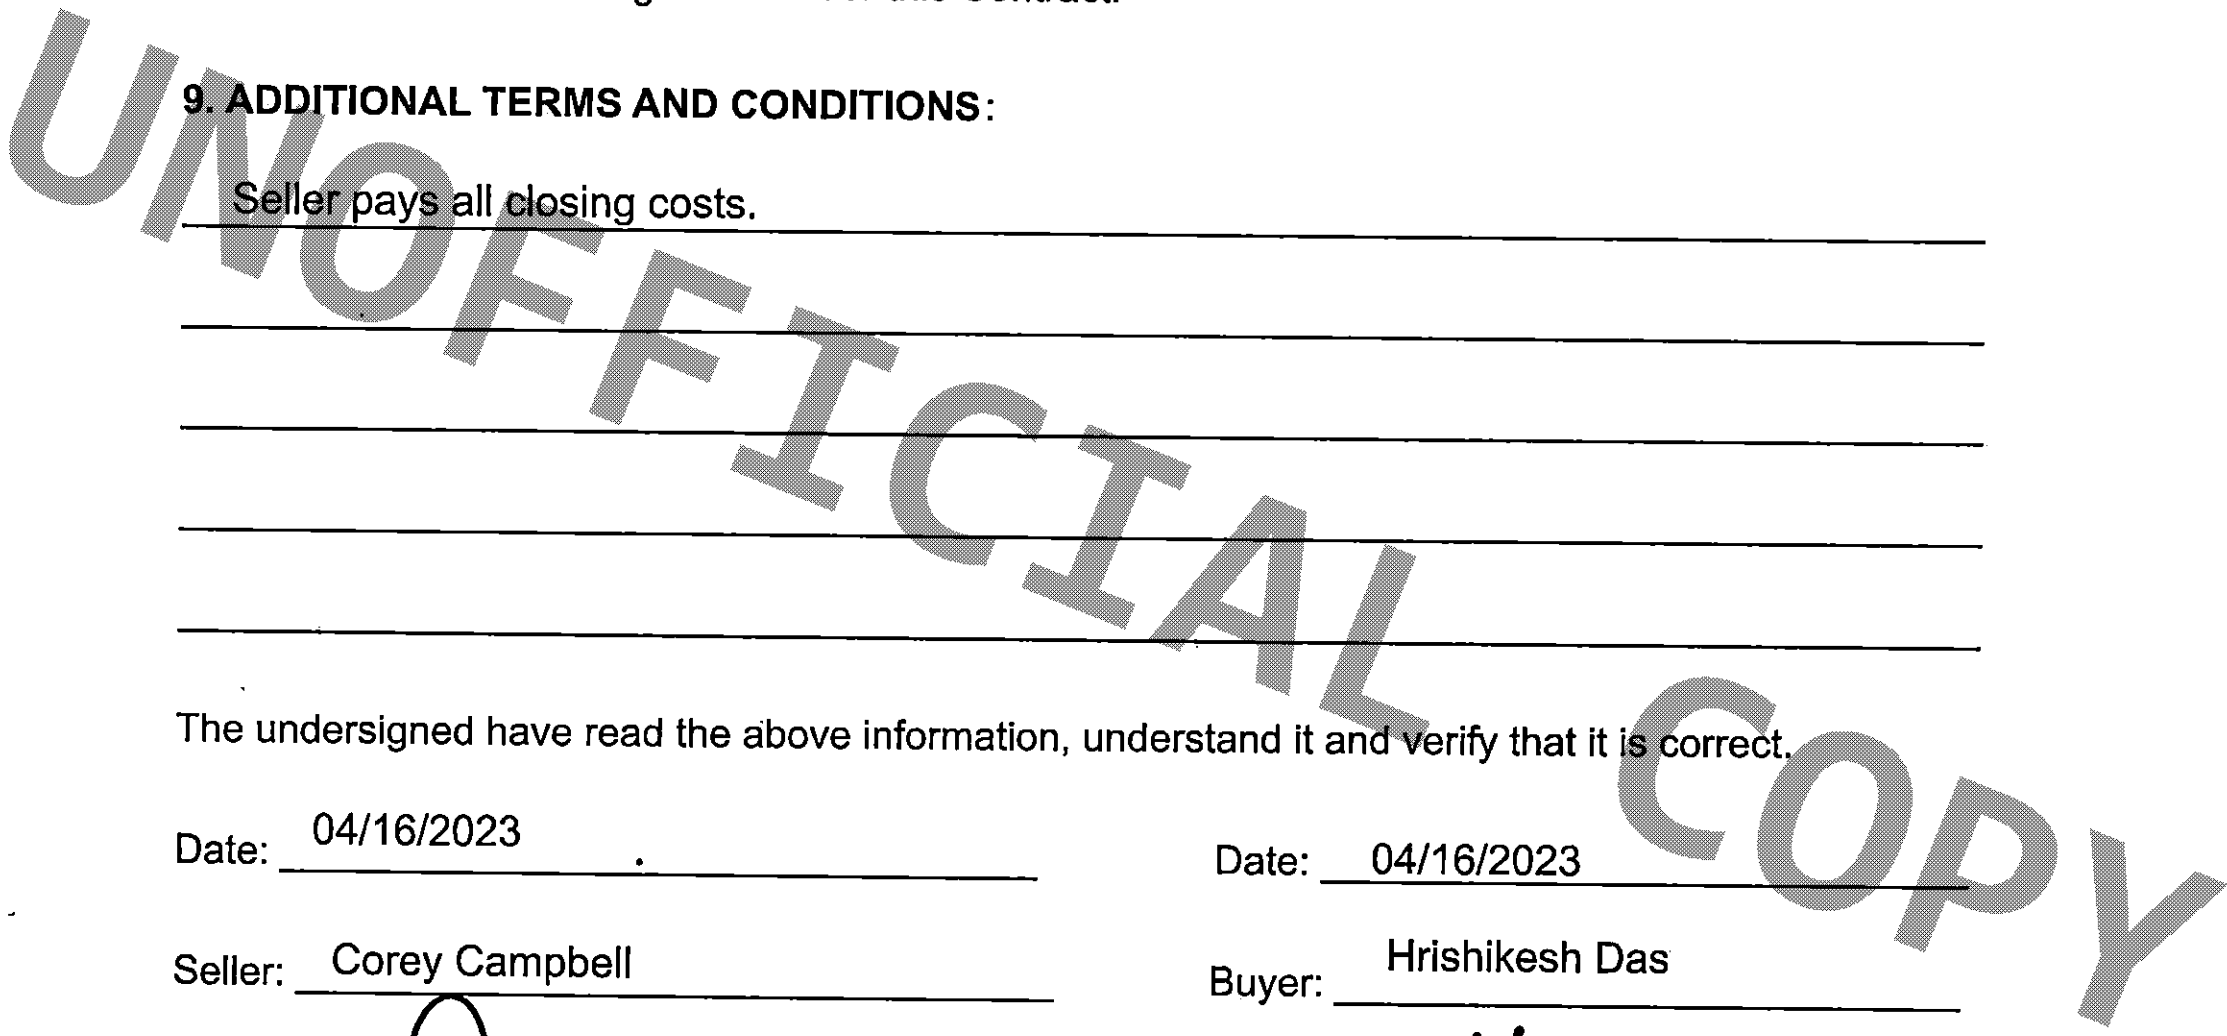 Contract.
9. ADDITIONAL TERMS AND CONDITIONS:
Seller pays all closing costs.
The undersigned have read the above information, understand it and verify that it is correct.
Date: 04/16/2023 Date: 04/16/2023
Seller: Corey Campbell Buyer: Hrishikesh Das
UNOFFICIAL COPY